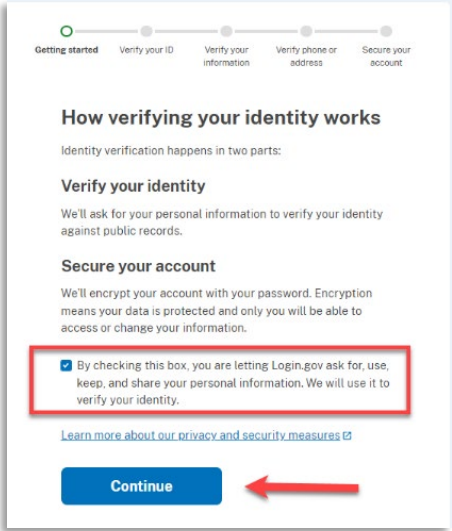 Getting started
Verify your ID
Verify your
information
Verify phone or
address
Secure your
account
How verifying your identity works
Identity verification happens in two parts:
Verify your identity
We'll ask for your personal information to verify your identity
against public records.
Secure your account
We'll encrypt your account with your password. Encryption
means your data is protected and only you will be able to
access or change your information.
By checking this box, you are letting Login.gov ask for, use,
keep, and share your personal information. We will use it to
verify your identity.
Learn more about our privacy and security measures
Continue